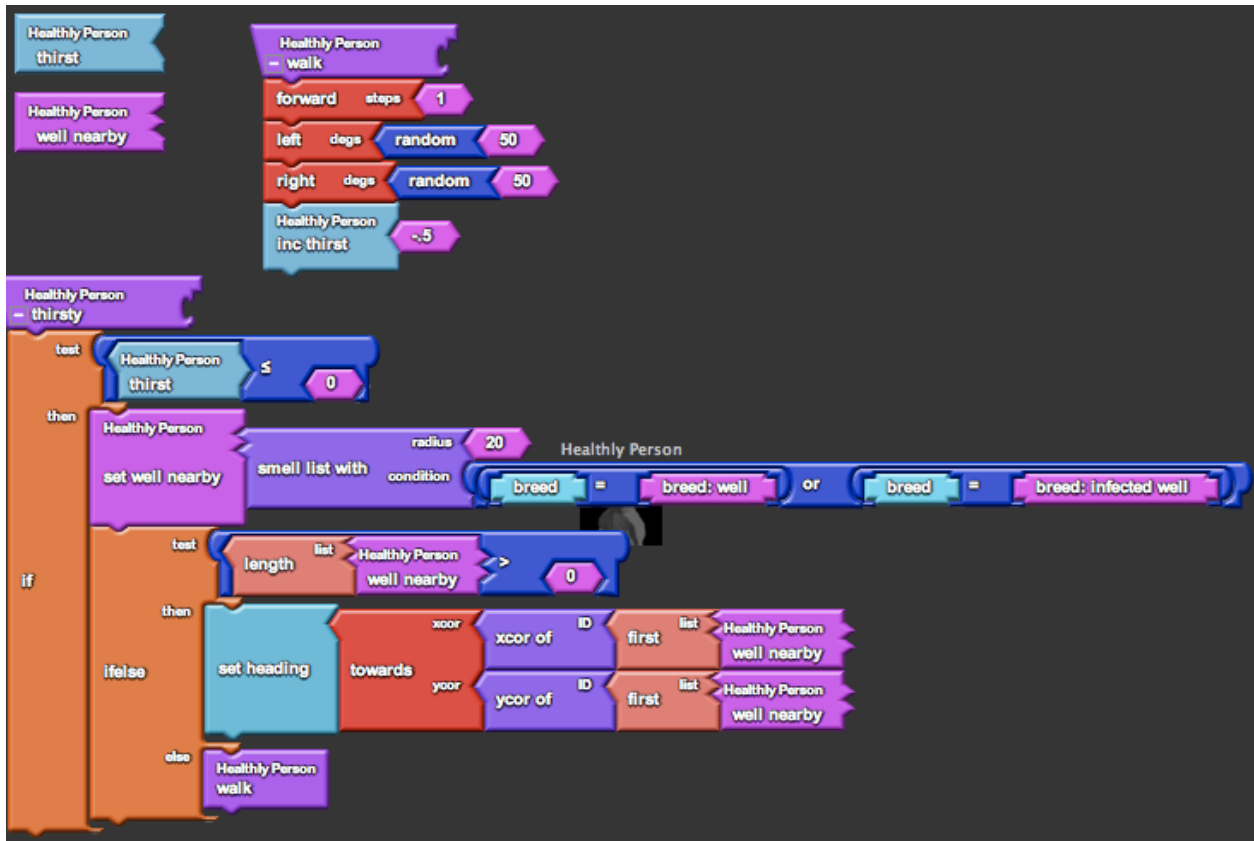 Healthly Person
thirst
Healthly Person
well nearby
Healthly Person
– walk
forward steps 1
left degs random 50
right degs random 50
Healthly Person
inc thirst -.5
Healthly Person
– thirsty
if
test
Healthly Person
thirst ≤ 0
then
Healthly Person
set well nearby
smell list with
radius 20
Healthly Person
condition breed = breed: well or breed = breed: infected well
ifelse
test
length list Healthly Person
well nearby > 0
then
set heading towards
xcor xcor of ID first list Healthly Person
well nearby
ycor ycor of ID first list Healthly Person
well nearby
else
Healthly Person
walk